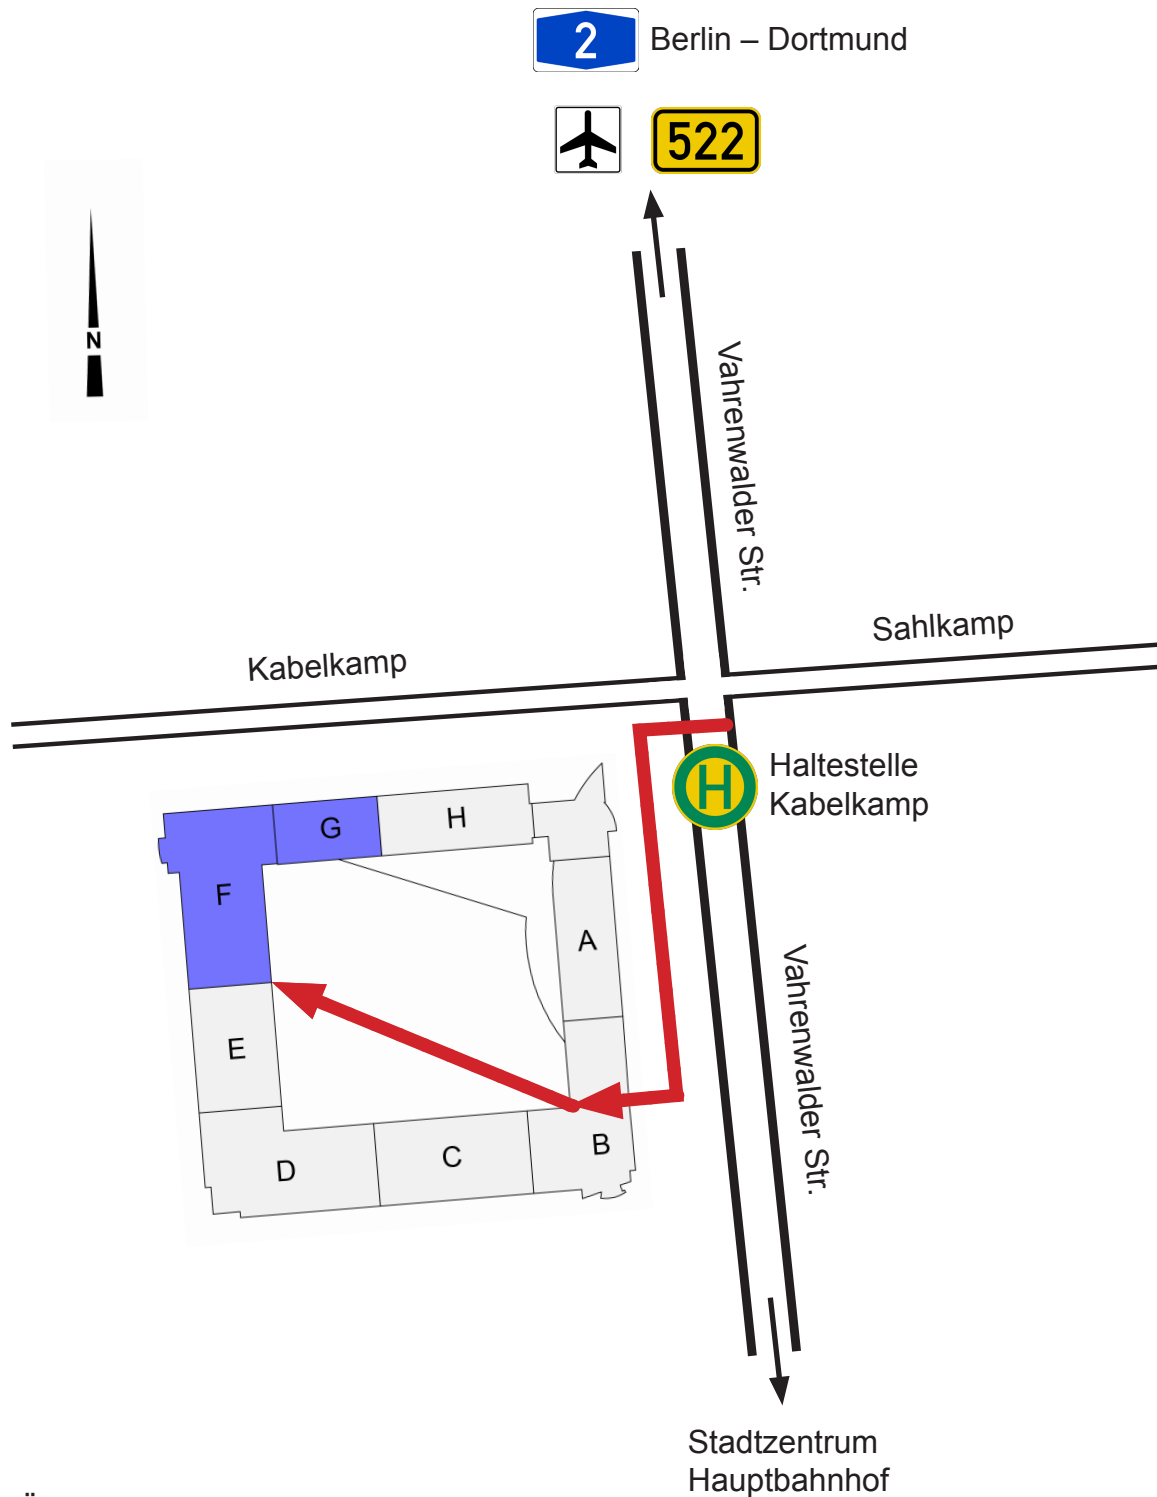 2 Berlin – Dortmund
522
N
Vahrenwalder Str.
Sahlkamp
Kabelkamp
H
Haltestelle
Kabelkamp
G
H
F
A
E
Vahrenwalder Str.
B
C
D
Stadtzentrum
Hauptbahnhof